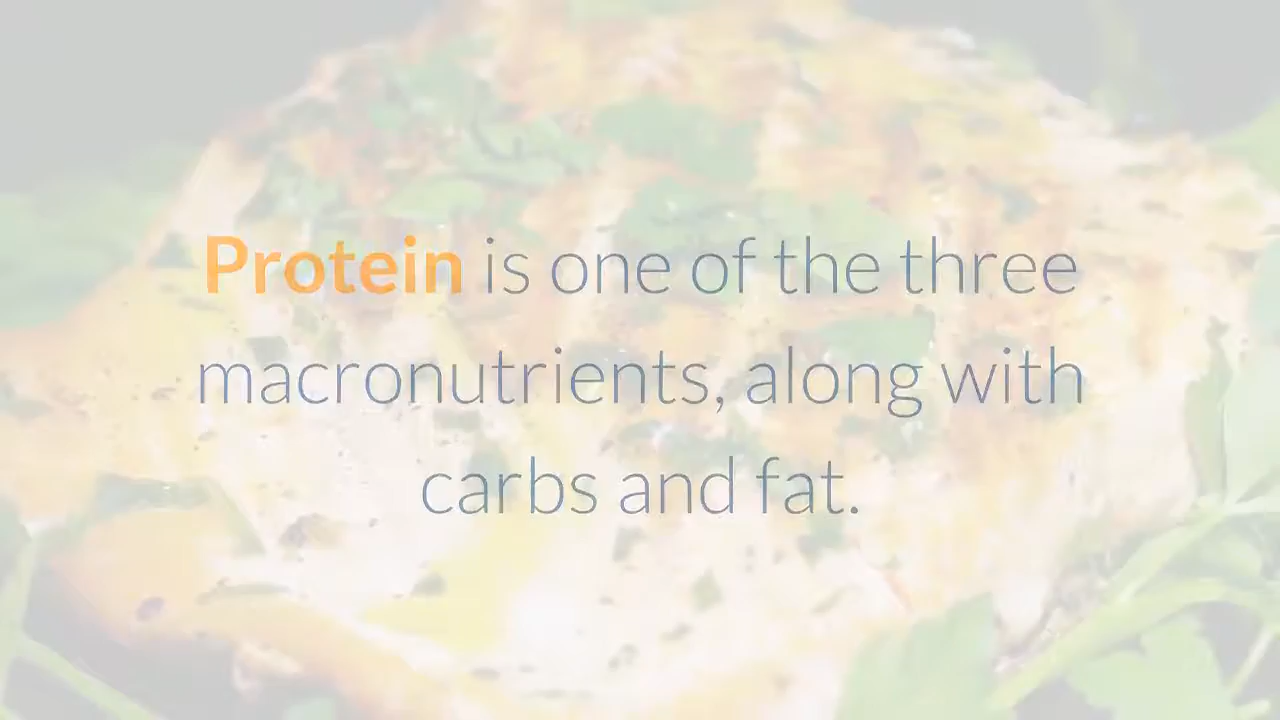 Protein is one of the three
macronutrients, along with
carbs and fat.